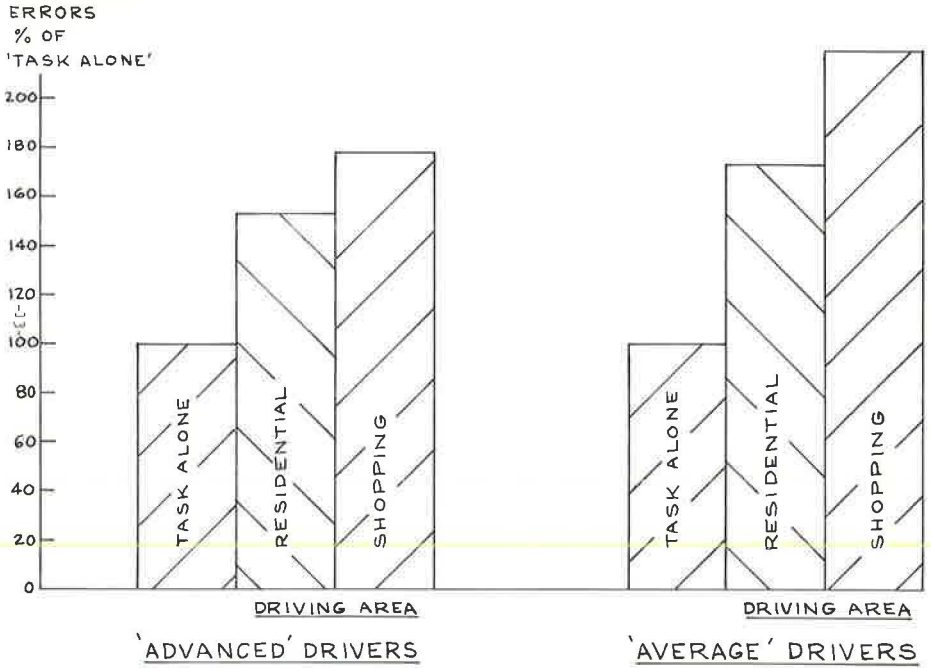 ERRORS
% OF
'TASK ALONE'
200
180
160
140
120
100
80
60
40
20
0
TASK ALONE
RESIDENTIAL
SHOPPING
TASK ALONE
RESIDENTIAL
SHOPPING
DRIVING AREA
DRIVING AREA
'ADVANCED' DRIVERS
'AVERAGE' DRIVERS